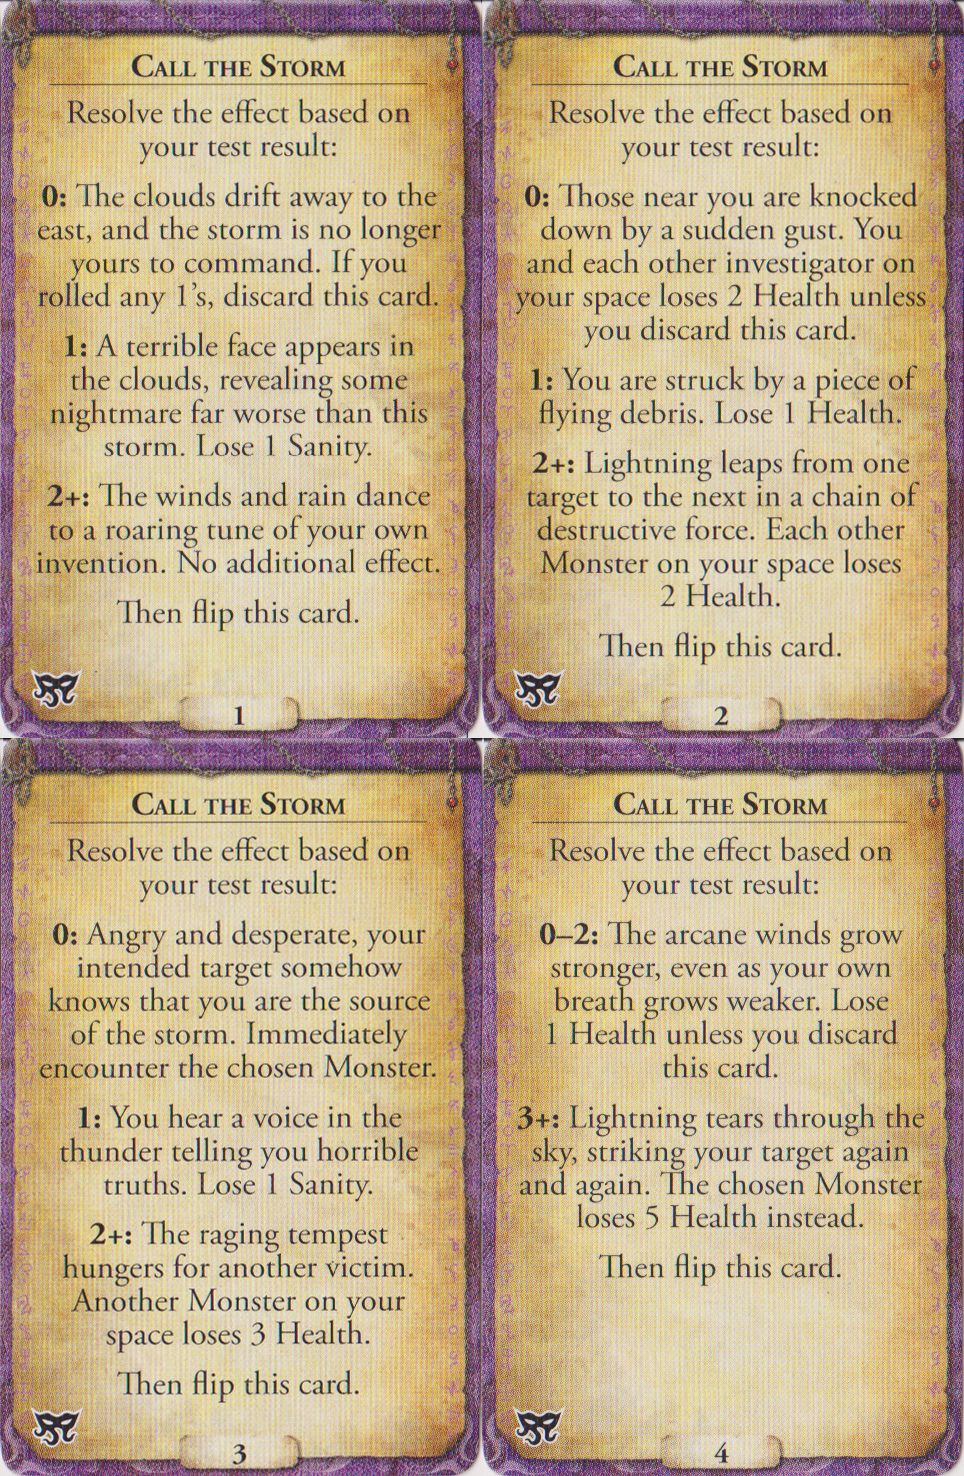 CALL THE STORM
Resolve the effect based on
your test result:
0: The clouds drift away to the
east, and the storm is no longer
yours to command. If you
rolled any 1's, discard this card.
1: A terrible face appears in
the clouds, revealing some
nightmare far worse than this
storm. Lose 1 Sanity.
2+: The winds and rain dance
to a roaring tune of your own
invention. No additional effect.
Then flip this card.
1
CALL THE STORM
Resolve the effect based on
your test result:
0: Those near you are knocked
down by a sudden gust. You
and each other investigator on
your space loses 2 Health unless
you discard this card.
1: You are struck by a piece of
flying debris. Lose 1 Health.
2+: Lightning leaps from one
target to the next in a chain of
destructive force. Each other
Monster on your space loses
2 Health.
Then flip this card.
2
CALL THE STORM
Resolve the effect based on
your test result:
0: Angry and desperate, your
intended target somehow
knows that you are the source
of the storm. Immediately
encounter the chosen Monster.
1: You hear a voice in the
thunder telling you horrible
truths. Lose 1 Sanity.
2+: The raging tempest
hungers for another victim.
Another Monster on your
space loses 3 Health.
Then flip this card.
3
CALL THE STORM
Resolve the effect based on
your test result:
0–2: The arcane winds grow
stronger, even as your own
breath grows weaker. Lose
1 Health unless you discard
this card.
3+: Lightning tears through the
sky, striking your target again
and again. The chosen Monster
loses 5 Health instead.
Then flip this card.
4